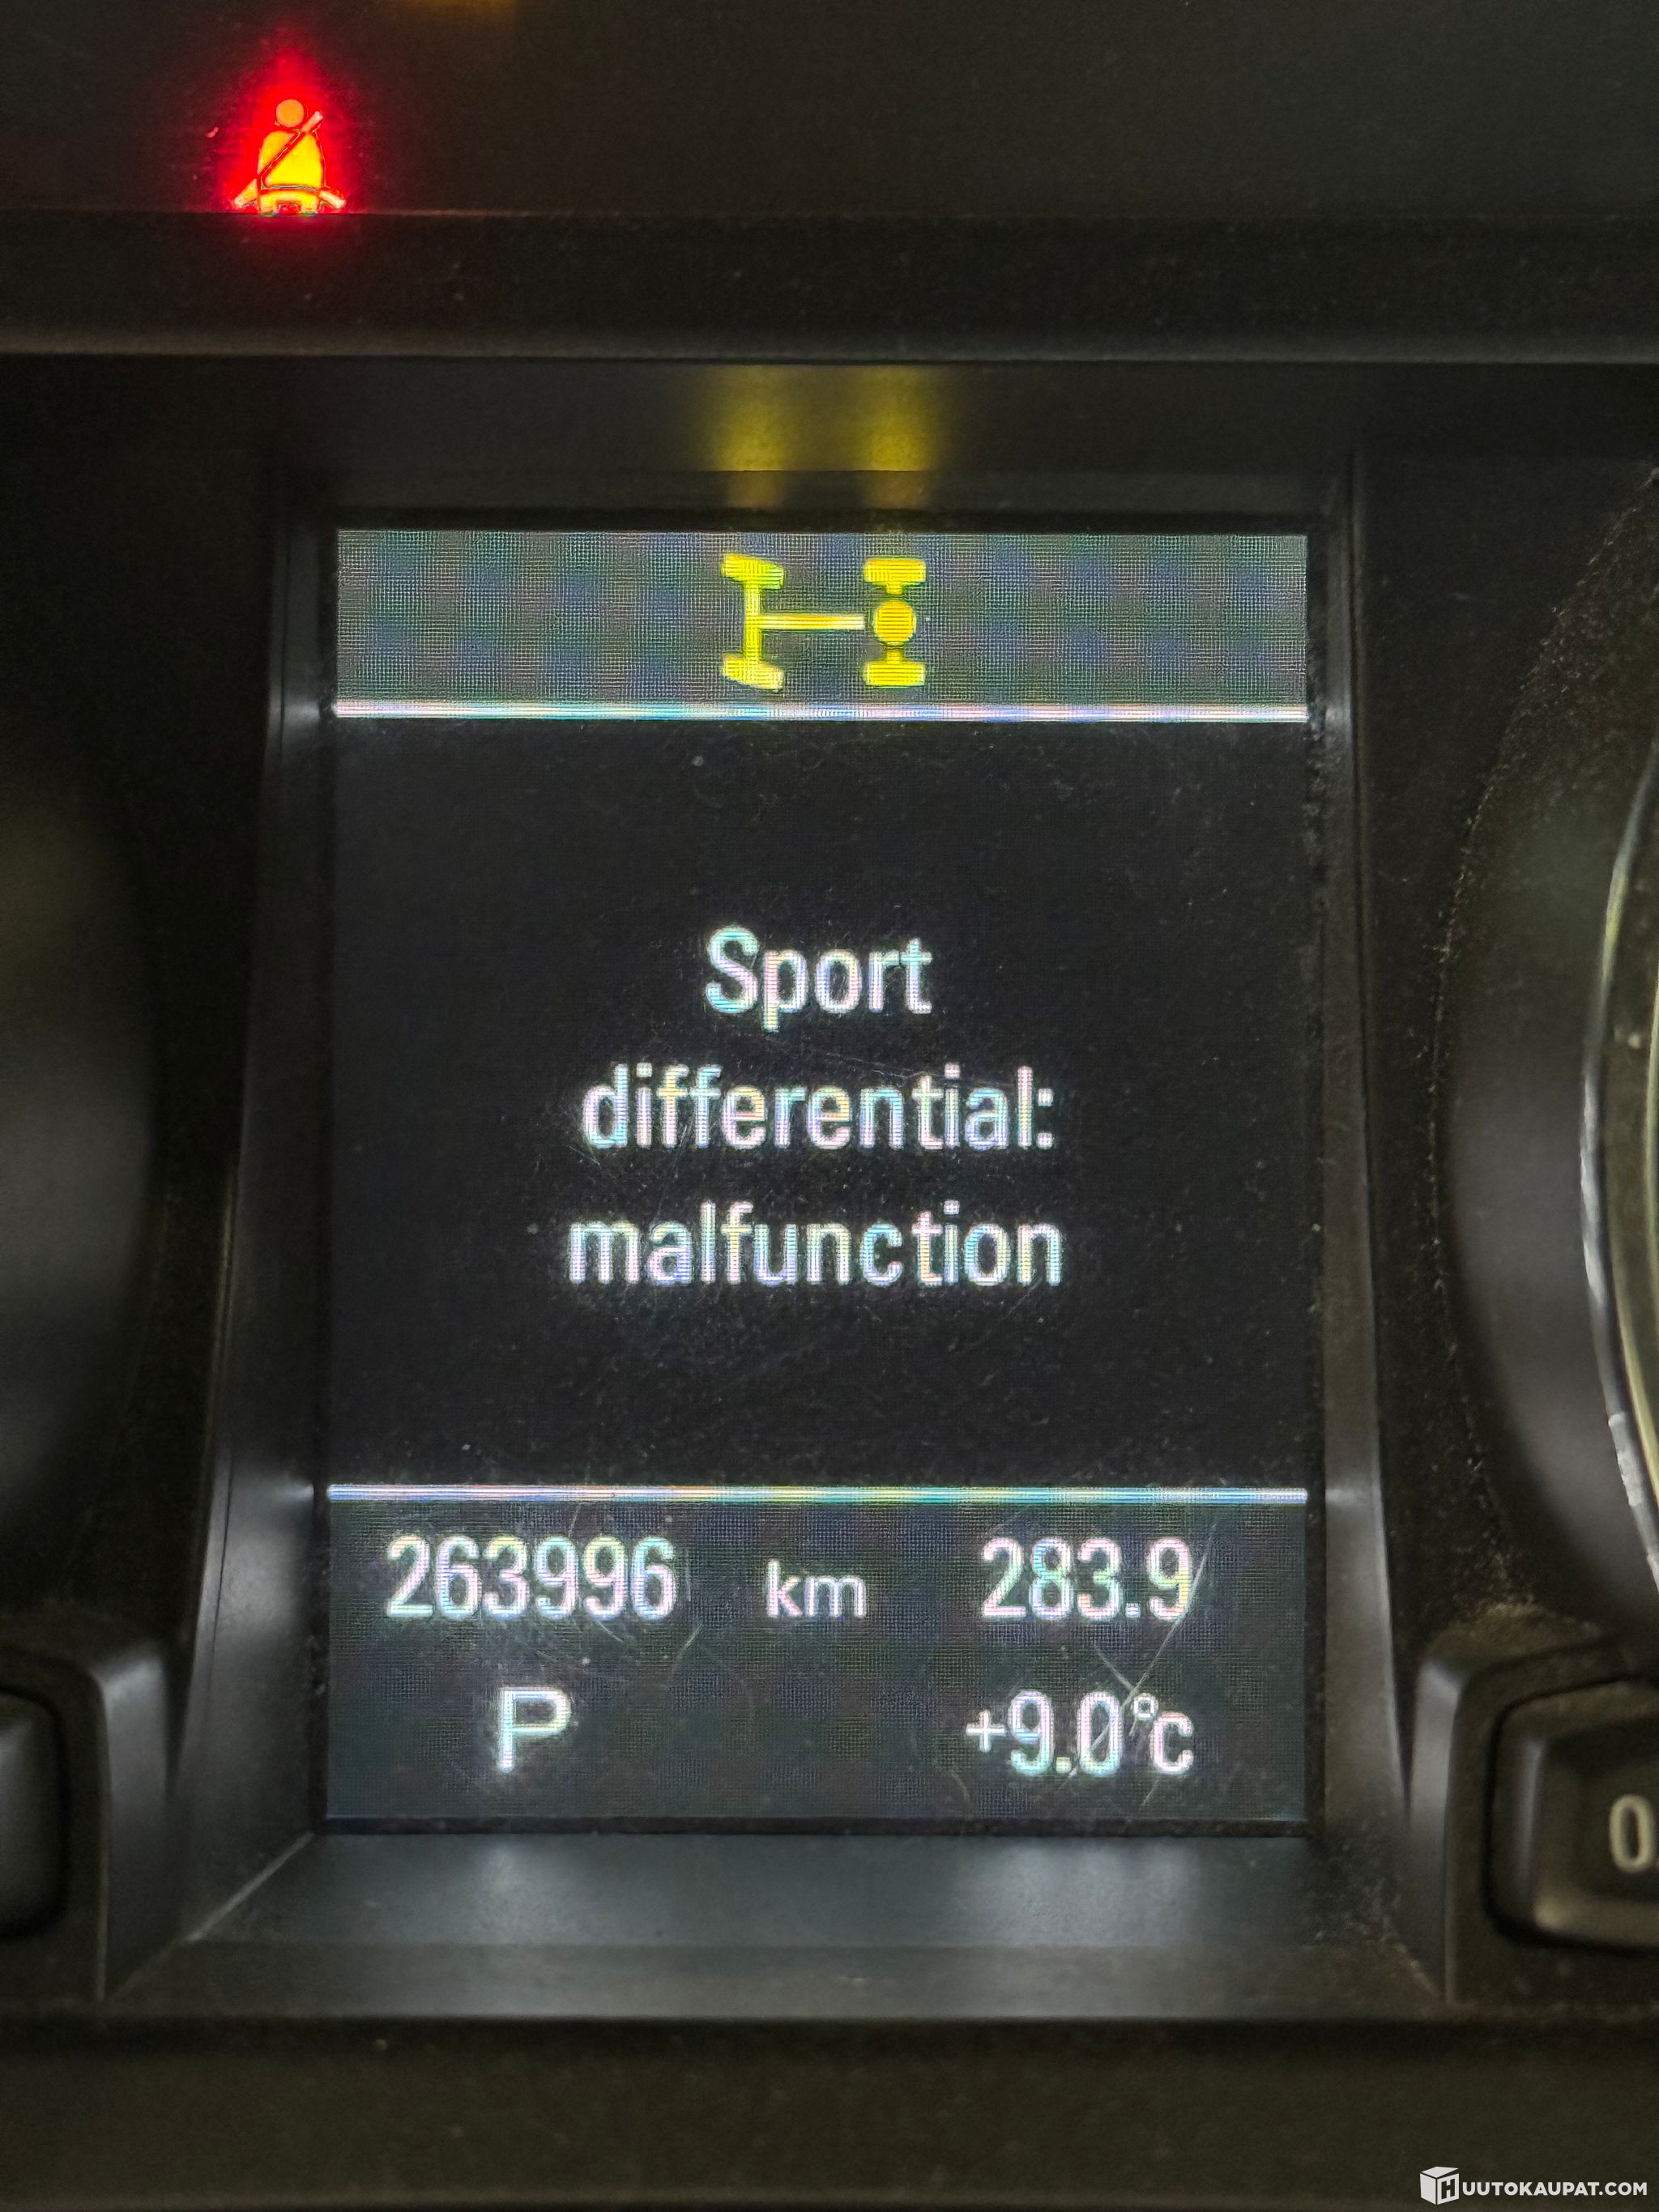 Sport
differential:
malfunction
263996 km 283.9
P +9.0°C
HUUTOKAUPAT.COM